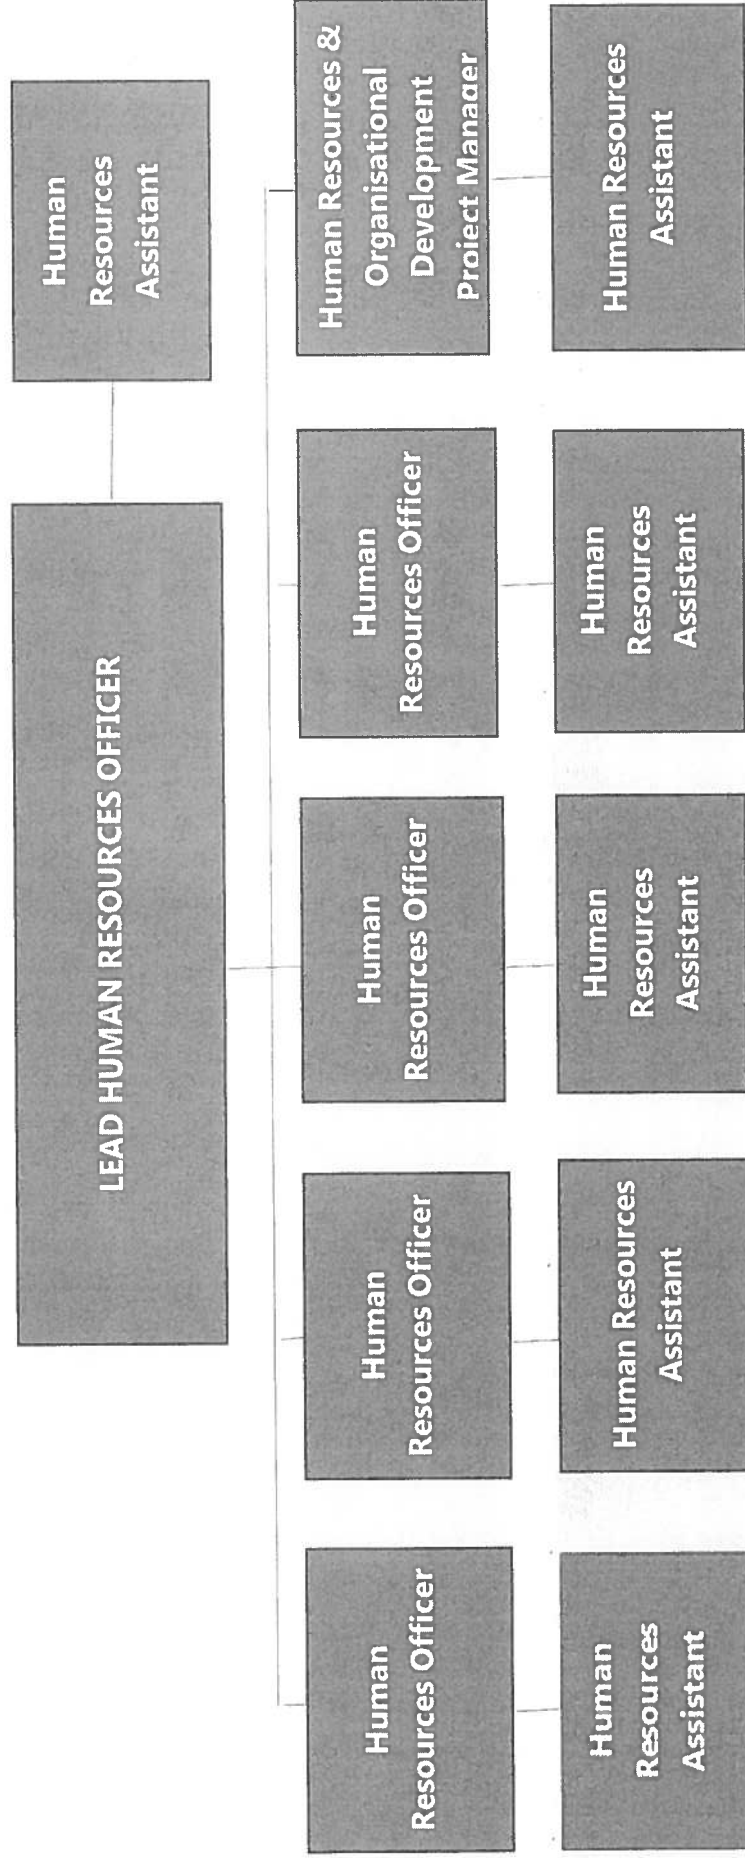 LEAD HUMAN RESOURCES OFFICER
Human
Resources
Assistant
Human
Resources Officer
Human
Resources Officer
Human
Resources Officer
Human
Resources Officer
Human Resources &
Organisational
Development
Project Manager
Human
Resources
Assistant
Human Resources
Assistant
Human
Resources
Assistant
Human
Resources
Assistant
Human Resources
Assistant